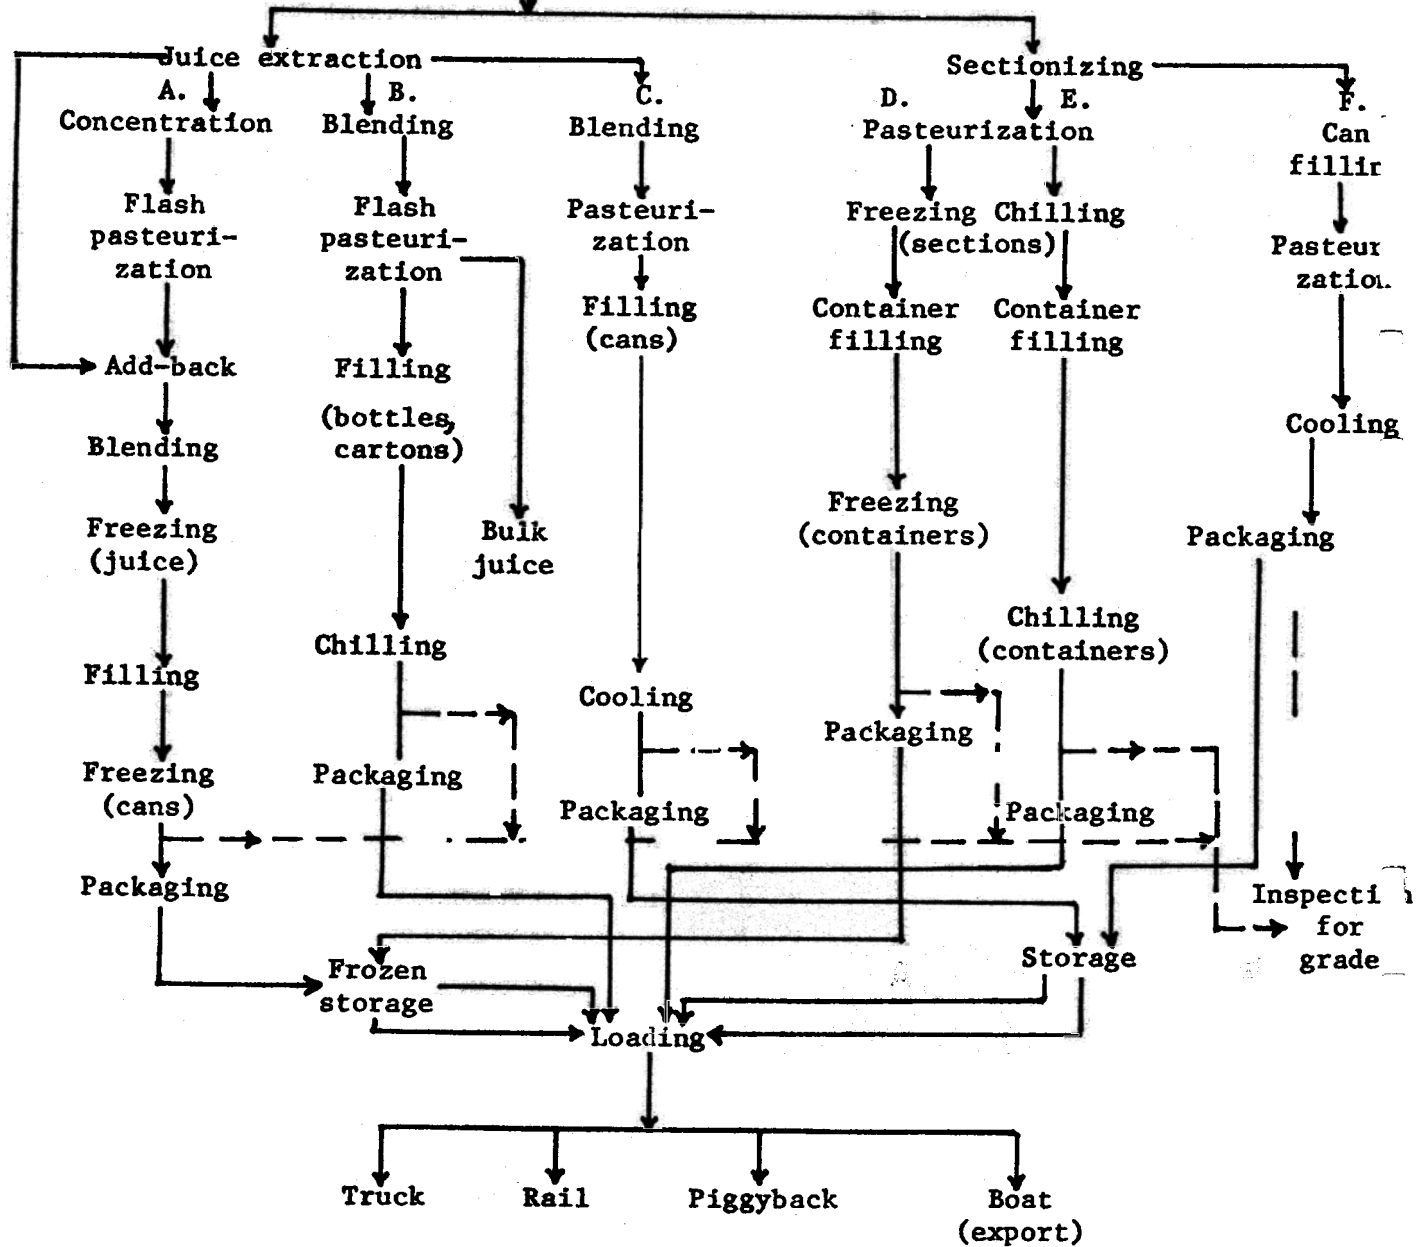 Juice extraction
Sectionizing
A.
B.
C.
D.
E.
F.
Concentration
Flash
pasteuri-
zation
Add-back
Blending
Freezing
(juice)
Filling
Freezing
(cans)
Packaging
Blending
Flash
pasteuri-
zation
Filling
(bottles,
cartons)
Bulk
juice
Chilling
Packaging
Blending
Pasteuri-
zation
Filling
(cans)
Cooling
Packaging
Pasteurization
Freezing Chilling
(sections)
Container
filling
Freezing
(containers)
Packaging
Container
filling
Chilling
(containers)
Packaging
Can
Cooling
Packaging
Inspection
for
grade
Frozen
storage
Storage
Loading
Truck
Rail
Piggyback
Boat
(export)